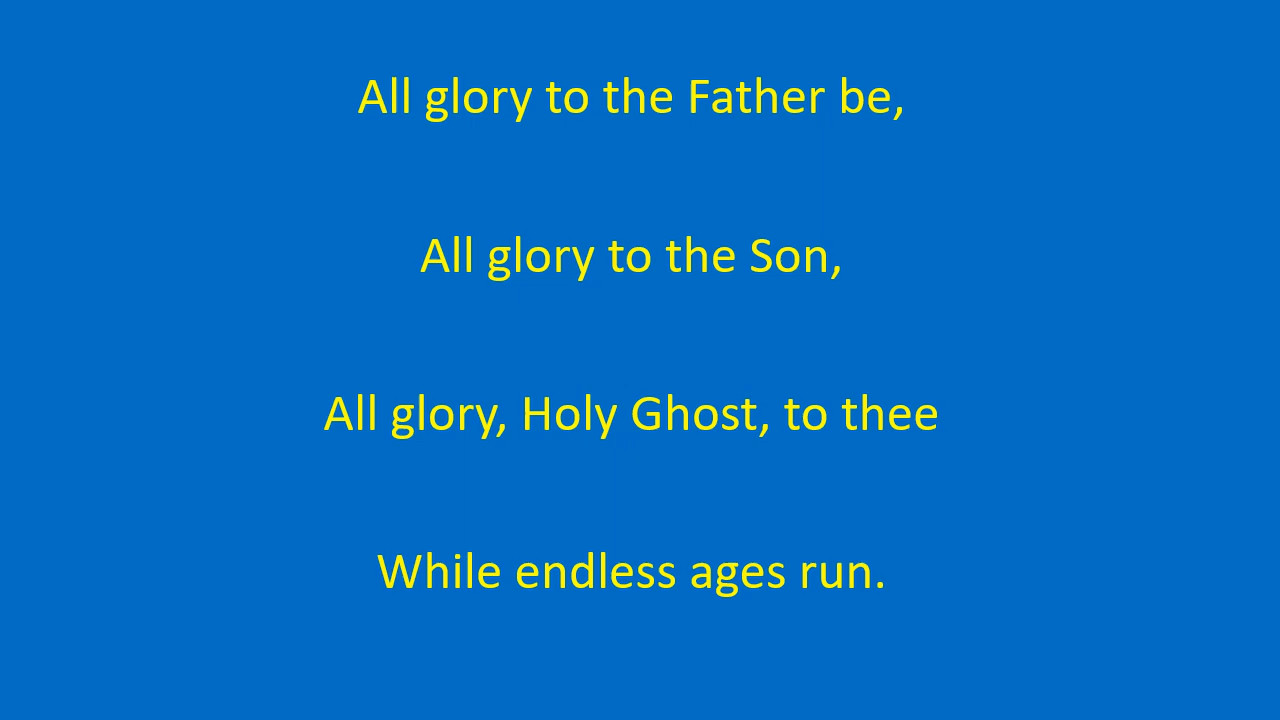 All glory to the Father be,
All glory to the Son,
All glory, Holy Ghost, to thee
While endless ages run.